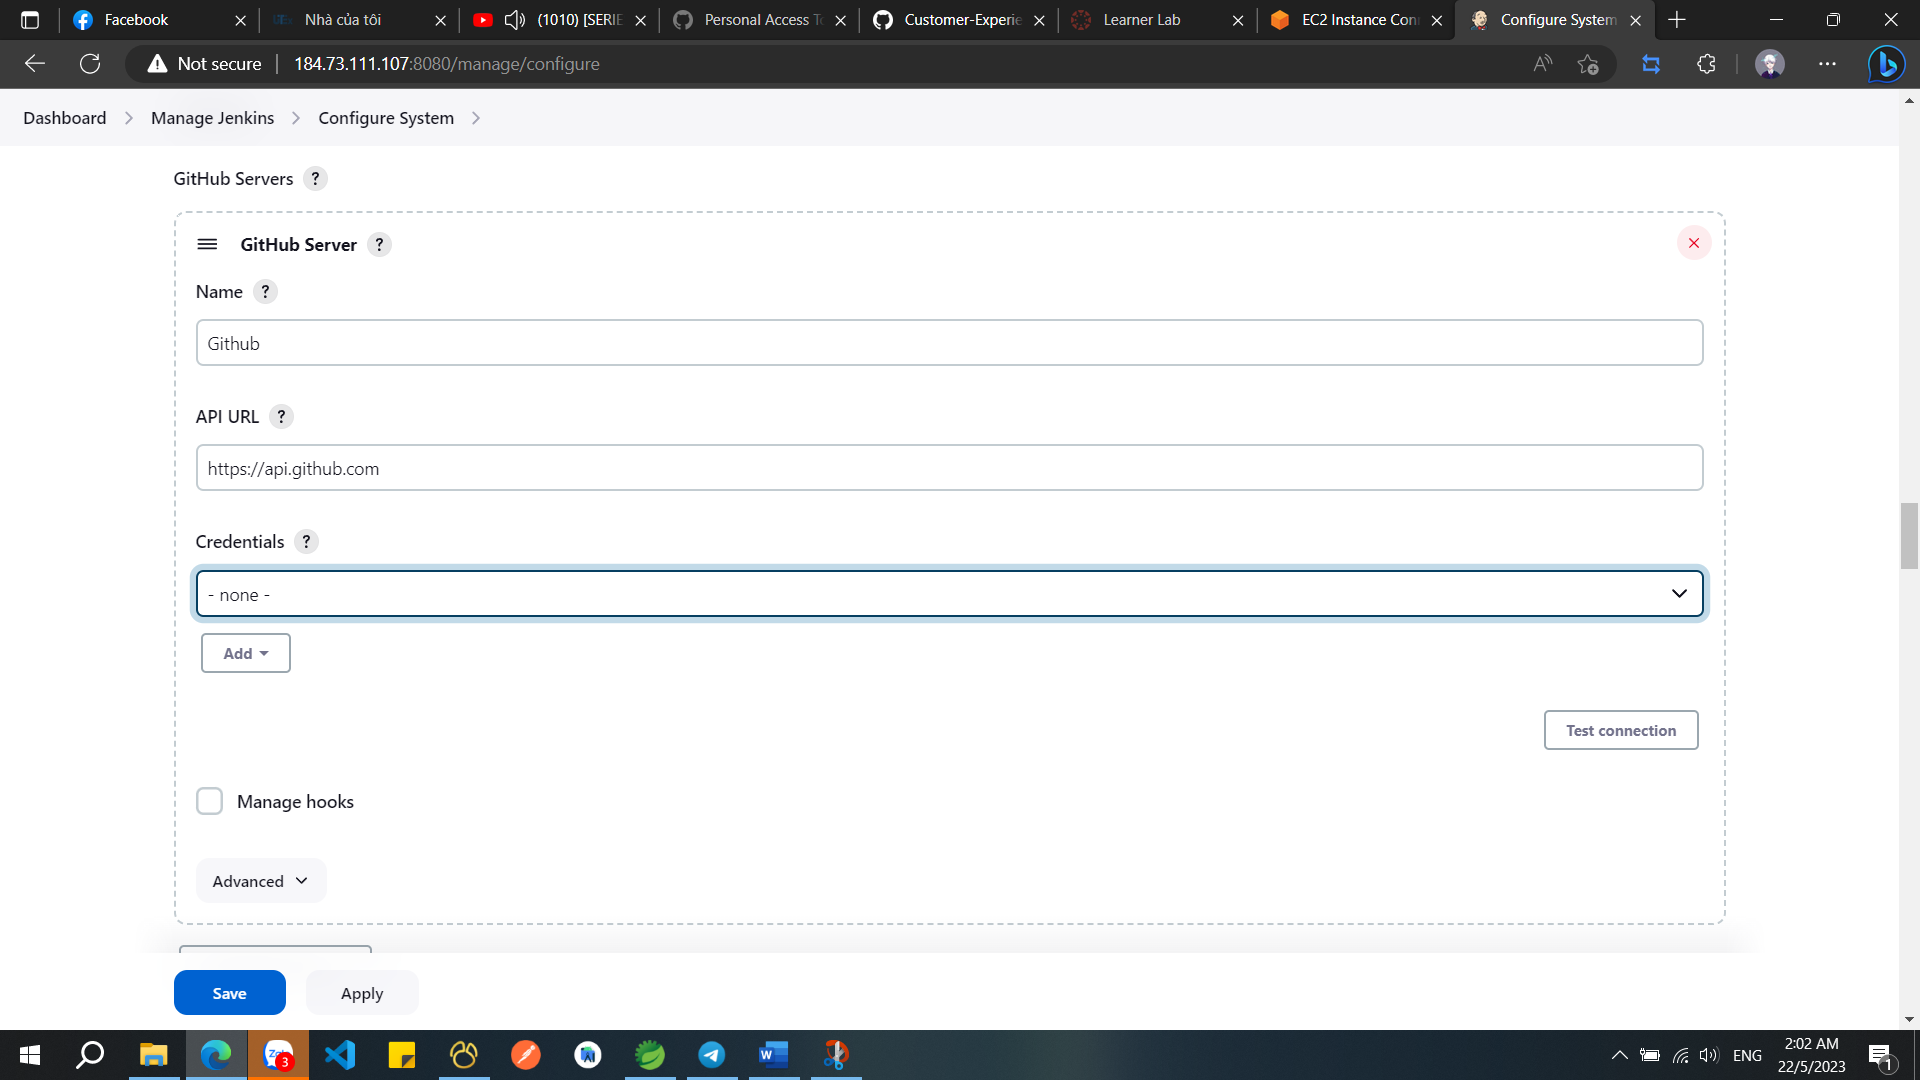 Facebook
Nhà của tôi
(1010) [SERIE
Personal Access To
Customer-Experie
Learner Lab
EC2 Instance Con
Configure System
Not secure
184.73.111.107:8080/manage/configure
Dashboard
Manage Jenkins
Configure System
GitHub Servers ?
GitHub Server ?
Name ?
Github
API URL ?
https://api.github.com
Credentials ?
- none -
Add
Test connection
Manage hooks
Advanced
Save
Apply
3
ENG
2:02 AM
22/5/2023
1